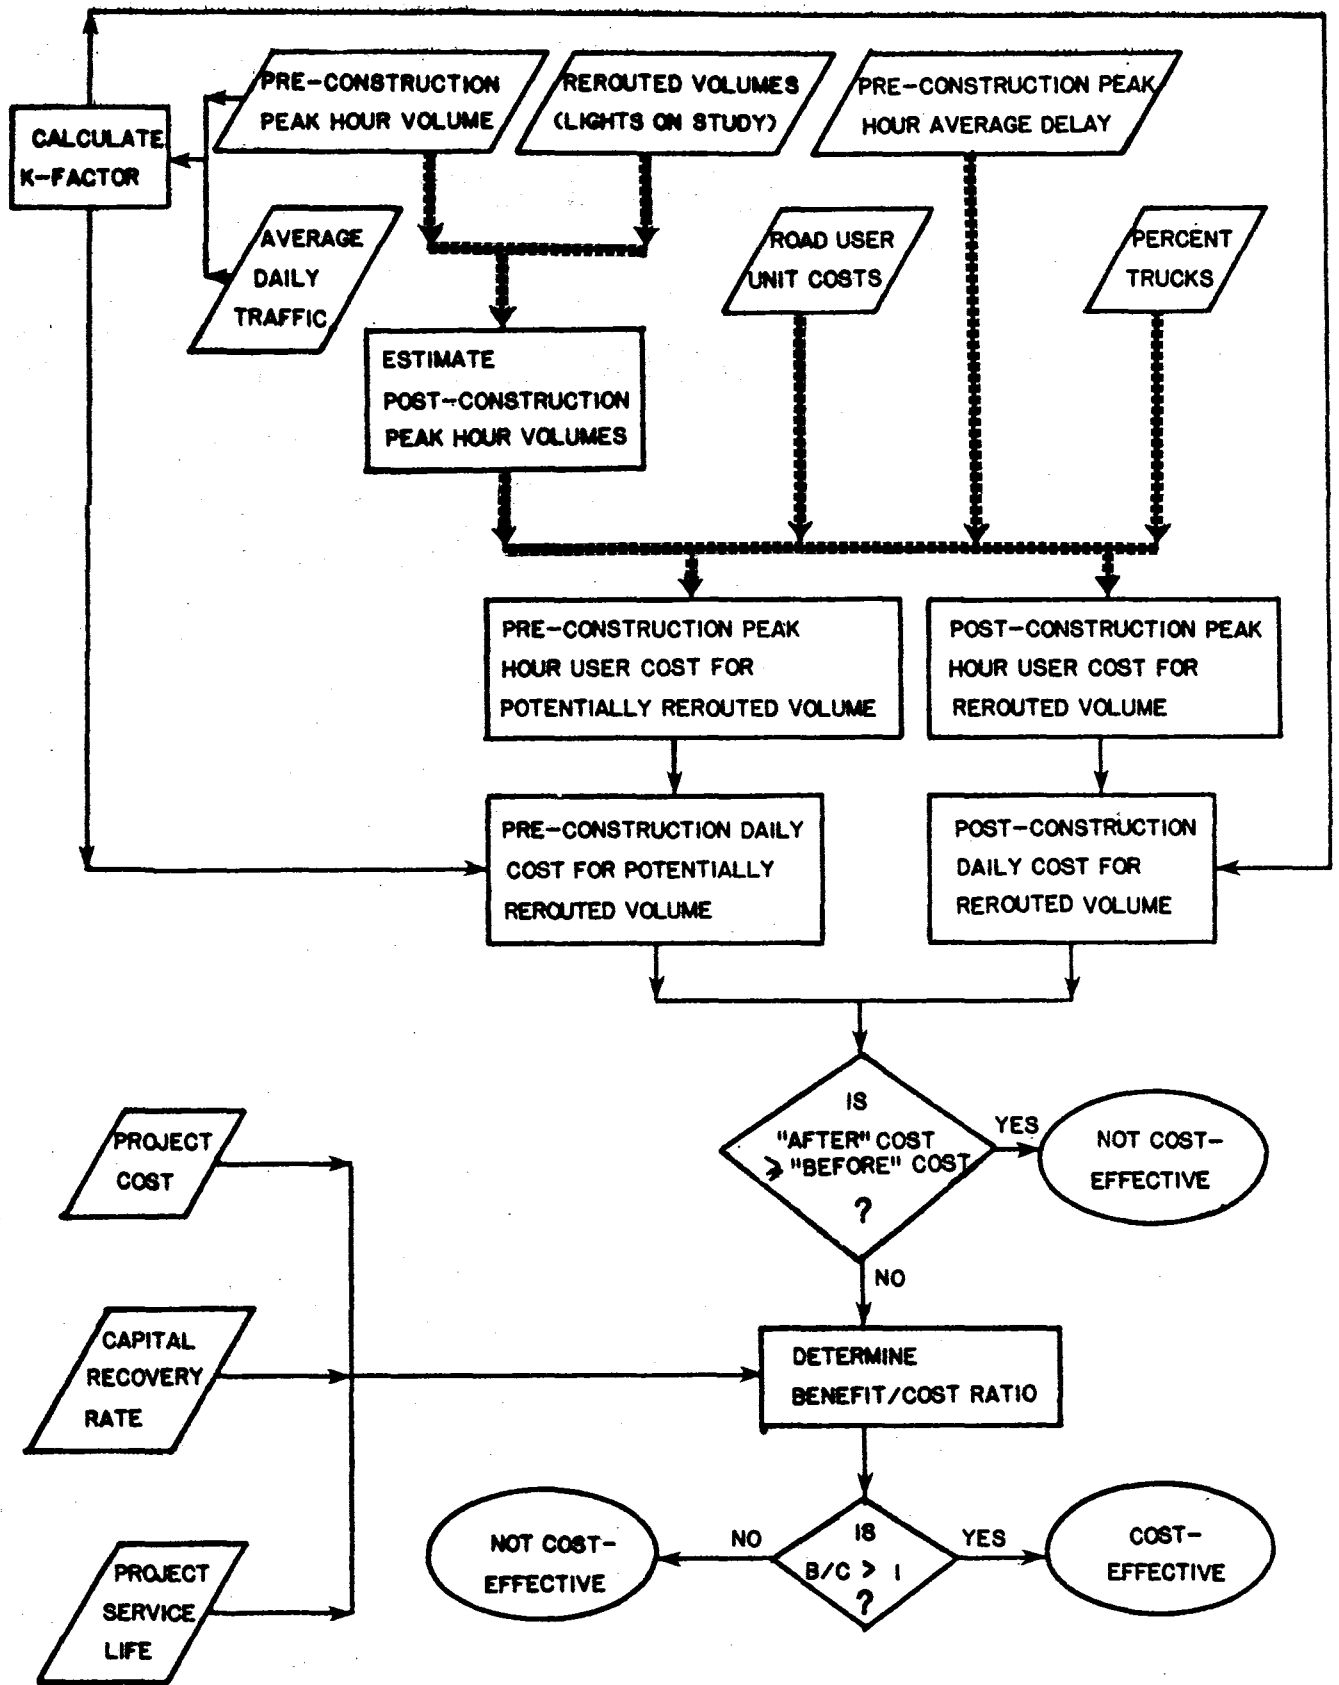 PRE-CONSTRUCTION
PEAK HOUR VOLUME
REROUTED VOLUMES
(LIGHTS ON STUDY)
PRE-CONSTRUCTION PEAK
HOUR AVERAGE DELAY
CALCULATE
K-FACTOR
AVERAGE
DAILY
TRAFFIC
ROAD USER
UNIT COSTS
PERCENT
TRUCKS
ESTIMATE
POST-CONSTRUCTION
PEAK HOUR VOLUMES
PRE-CONSTRUCTION PEAK
HOUR USER COST FOR
POTENTIALLY REROUTED VOLUME
POST-CONSTRUCTION PEAK
HOUR USER COST FOR
REROUTED VOLUME
PRE-CONSTRUCTION DAILY
COST FOR POTENTIALLY
REROUTED VOLUME
POST-CONSTRUCTION
DAILY COST FOR
REROUTED VOLUME
IS
"AFTER" COST
⩾ "BEFORE" COST
?
YES
NOT COST-
EFFECTIVE
NO
PROJECT
COST
CAPITAL
RECOVERY
RATE
DETERMINE
BENEFIT/COST RATIO
PROJECT
SERVICE
LIFE
NOT COST-
EFFECTIVE
NO
IS
B/C > 1
?
YES
COST-
EFFECTIVE